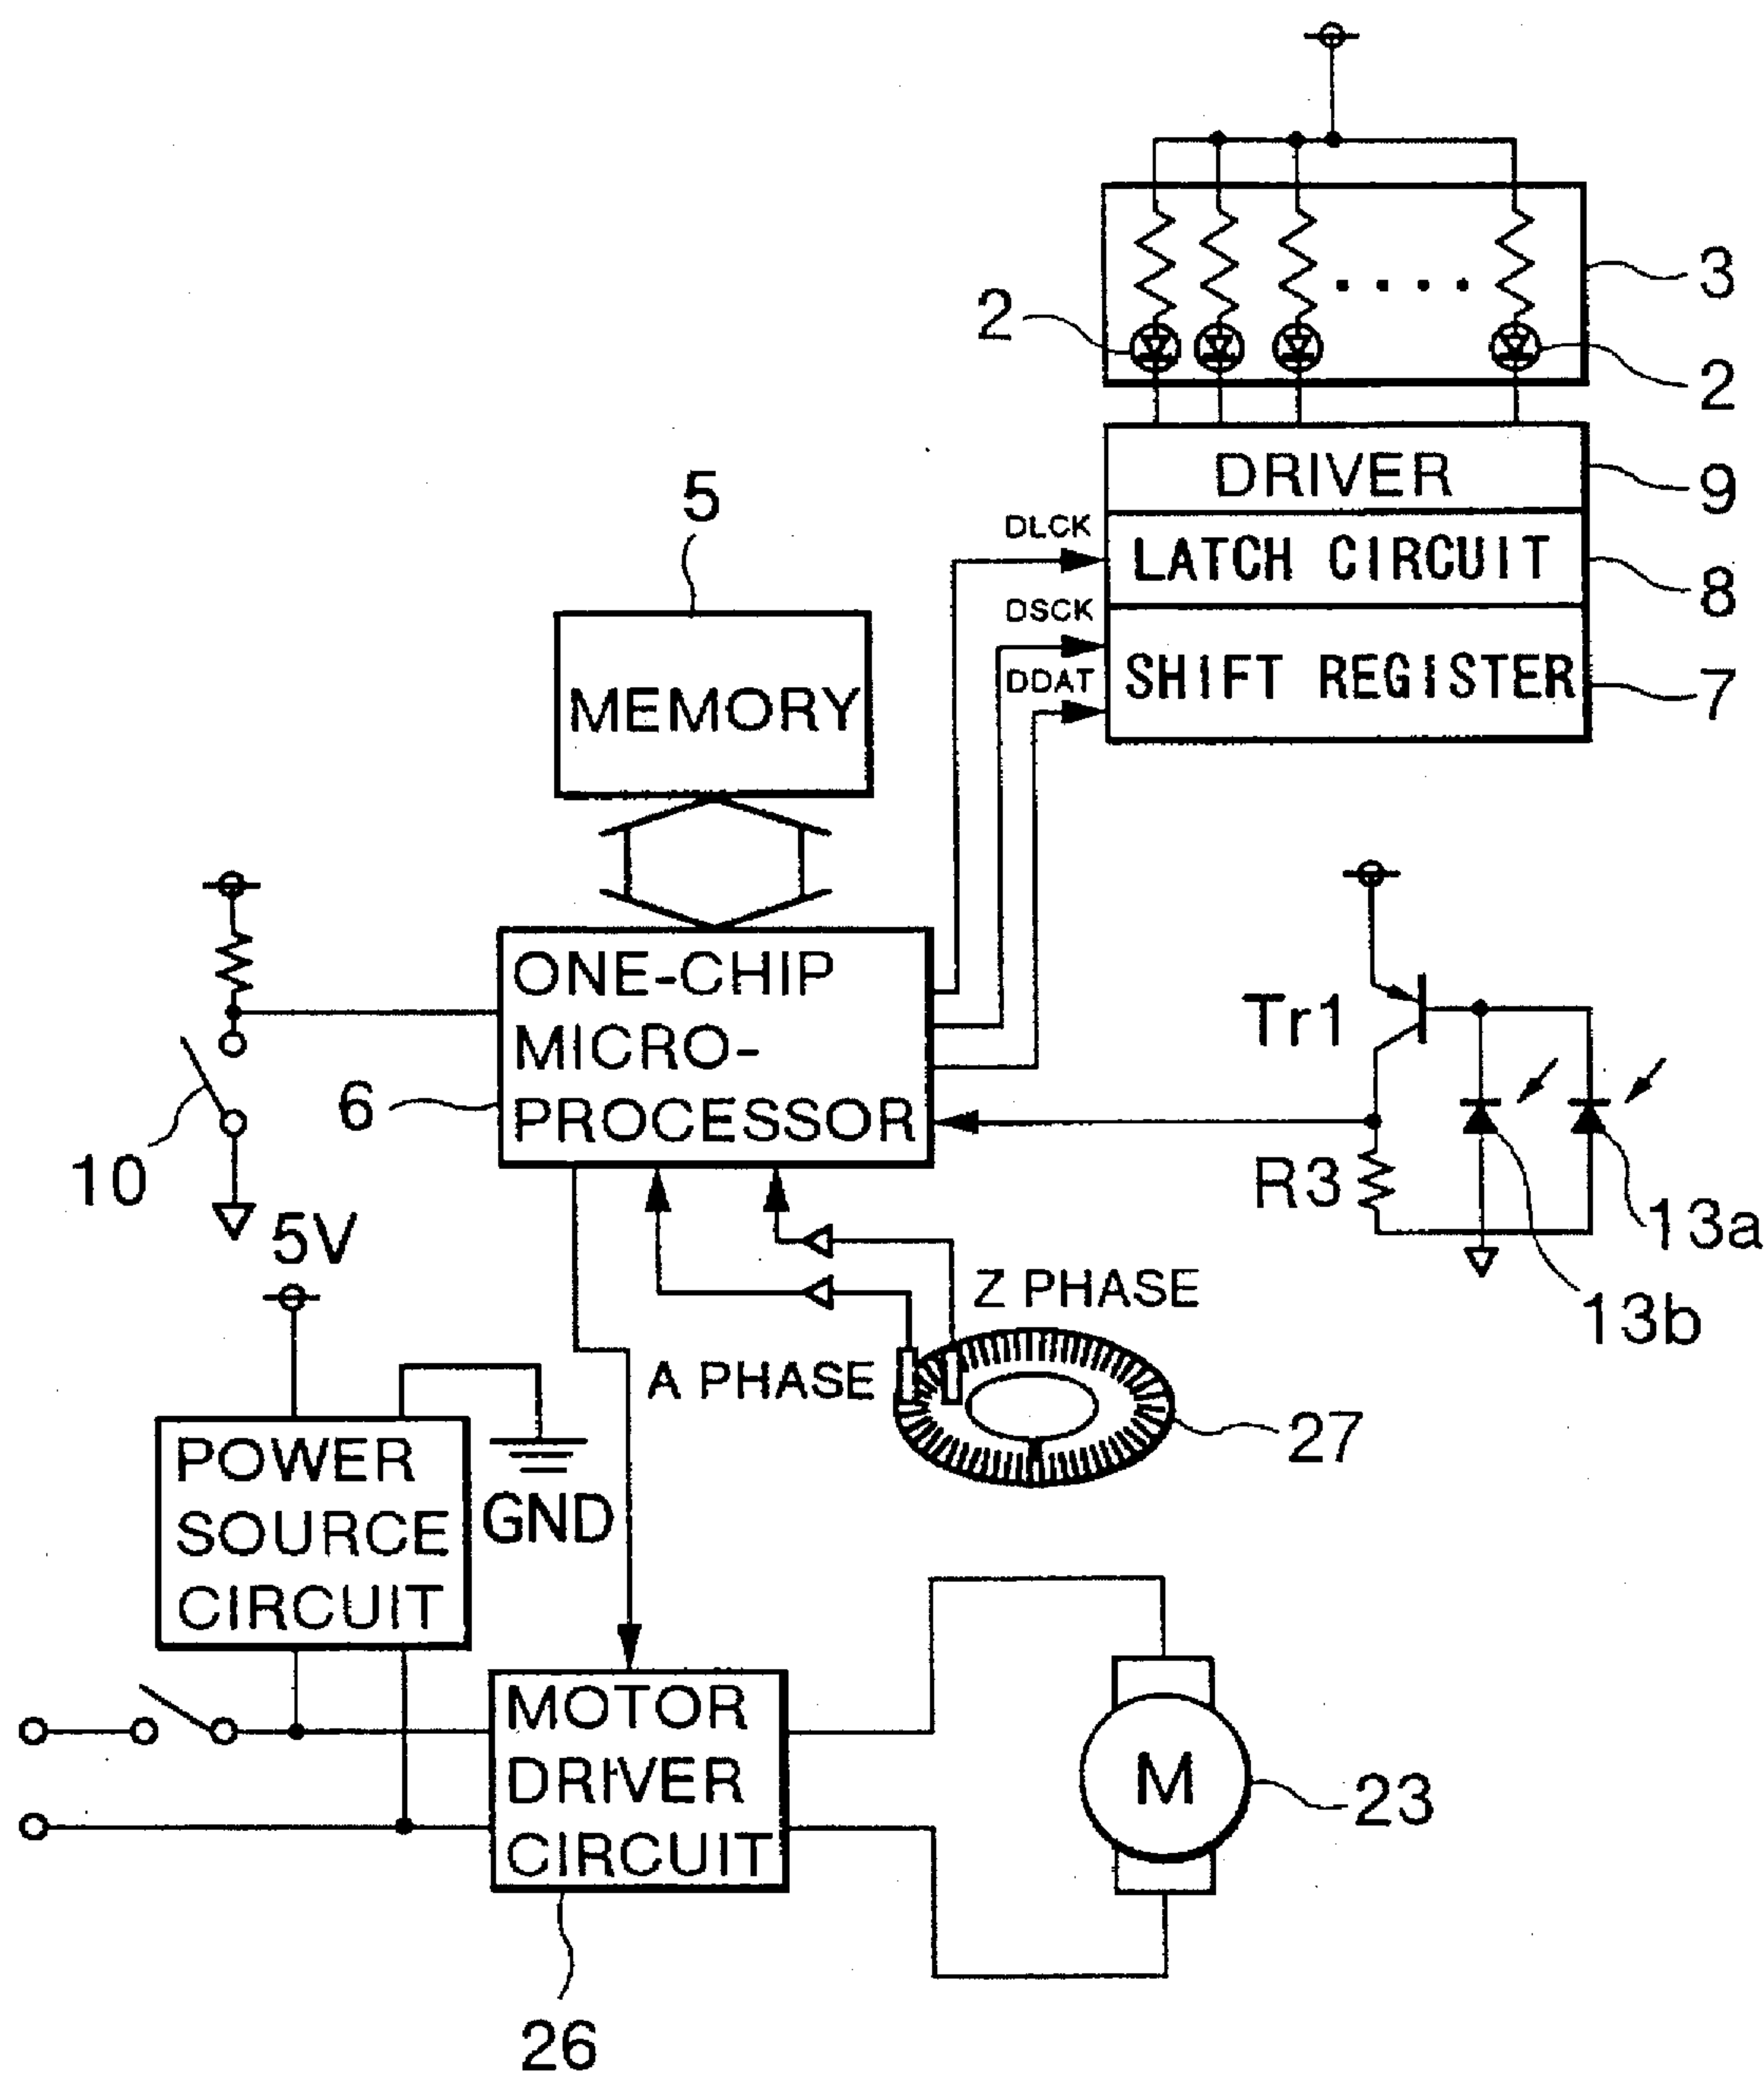 3
2
2
DRIVER
9
5
DLCK
LATCH CIRCUIT
8
DSCK
MEMORY
DDAT
SHIFT REGISTER
7
ONE-CHIP
MICRO-
PROCESSOR
6
10
Tr1
R3
13a
13b
5V
Z PHASE
A PHASE
27
POWER
SOURCE
CIRCUIT
GND
MOTOR
DRIVER
CIRCUIT
M
23
26